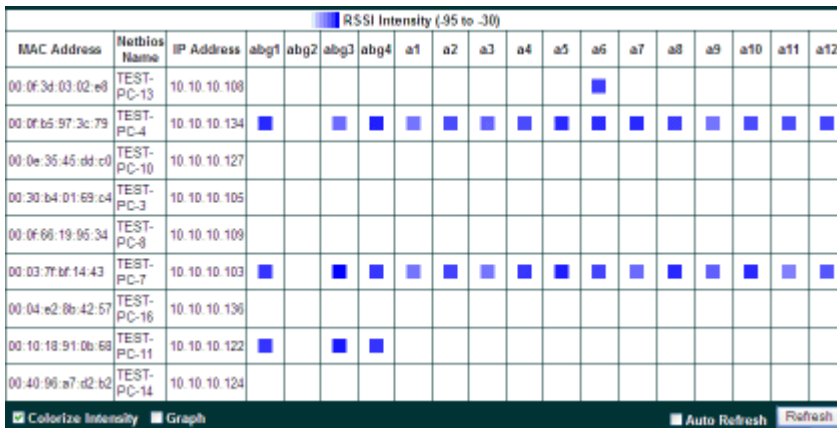 RSSI Intensity (-95 to -30)
MAC Address Netbios Name IP Address abg1 abg2 abg3 abg4 a1 a2 a3 a4 a5 a6 a7 a8 a9 a10 a11 a12
00:0f:3d:03:02:e8 TEST-PC-13 10.10.10.108
00:0f:b5:97:3c:79 TEST-PC-4 10.10.10.134
00:0e:35:45:dd:c0 TEST-PC-10 10.10.10.127
00:30:b4:01:69:c4 TEST-PC-3 10.10.10.105
00:0f:66:19:95:34 TEST-PC-8 10.10.10.109
00:03:7f:bf:14:43 TEST-PC-7 10.10.10.103
00:04:e2:8b:42:57 TEST-PC-16 10.10.10.136
00:10:18:91:0b:68 TEST-PC-11 10.10.10.122
00:40:96:a7:d2:b2 TEST-PC-14 10.10.10.124
Colorize Intensity Graph Auto Refresh Refresh